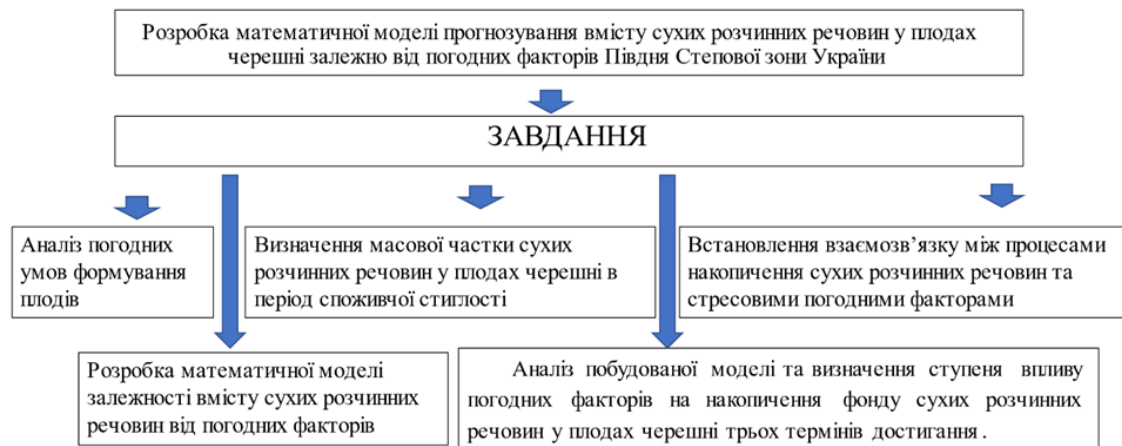 Розробка математичної моделі прогнозування вмісту сухих розчинних речовин у плодах
черешні залежно від погодних факторів Півдня Степової зони України
ЗАВДАННЯ
Аналіз погодних
умов формування
плодів
Визначення масової частки сухих
розчинних речовин у плодах черешні в
період споживчої стиглості
Встановлення взаємозв’язку між процесами
накопичення сухих розчинних речовин та
стресовими погодними факторами
Розробка математичної моделі
залежності вмісту сухих розчинних
речовин від погодних факторів
Аналіз побудованої моделі та визначення ступеня впливу
погодних факторів на накопичення фонду сухих розчинних
речовин у плодах черешні трьох термінів достигання .